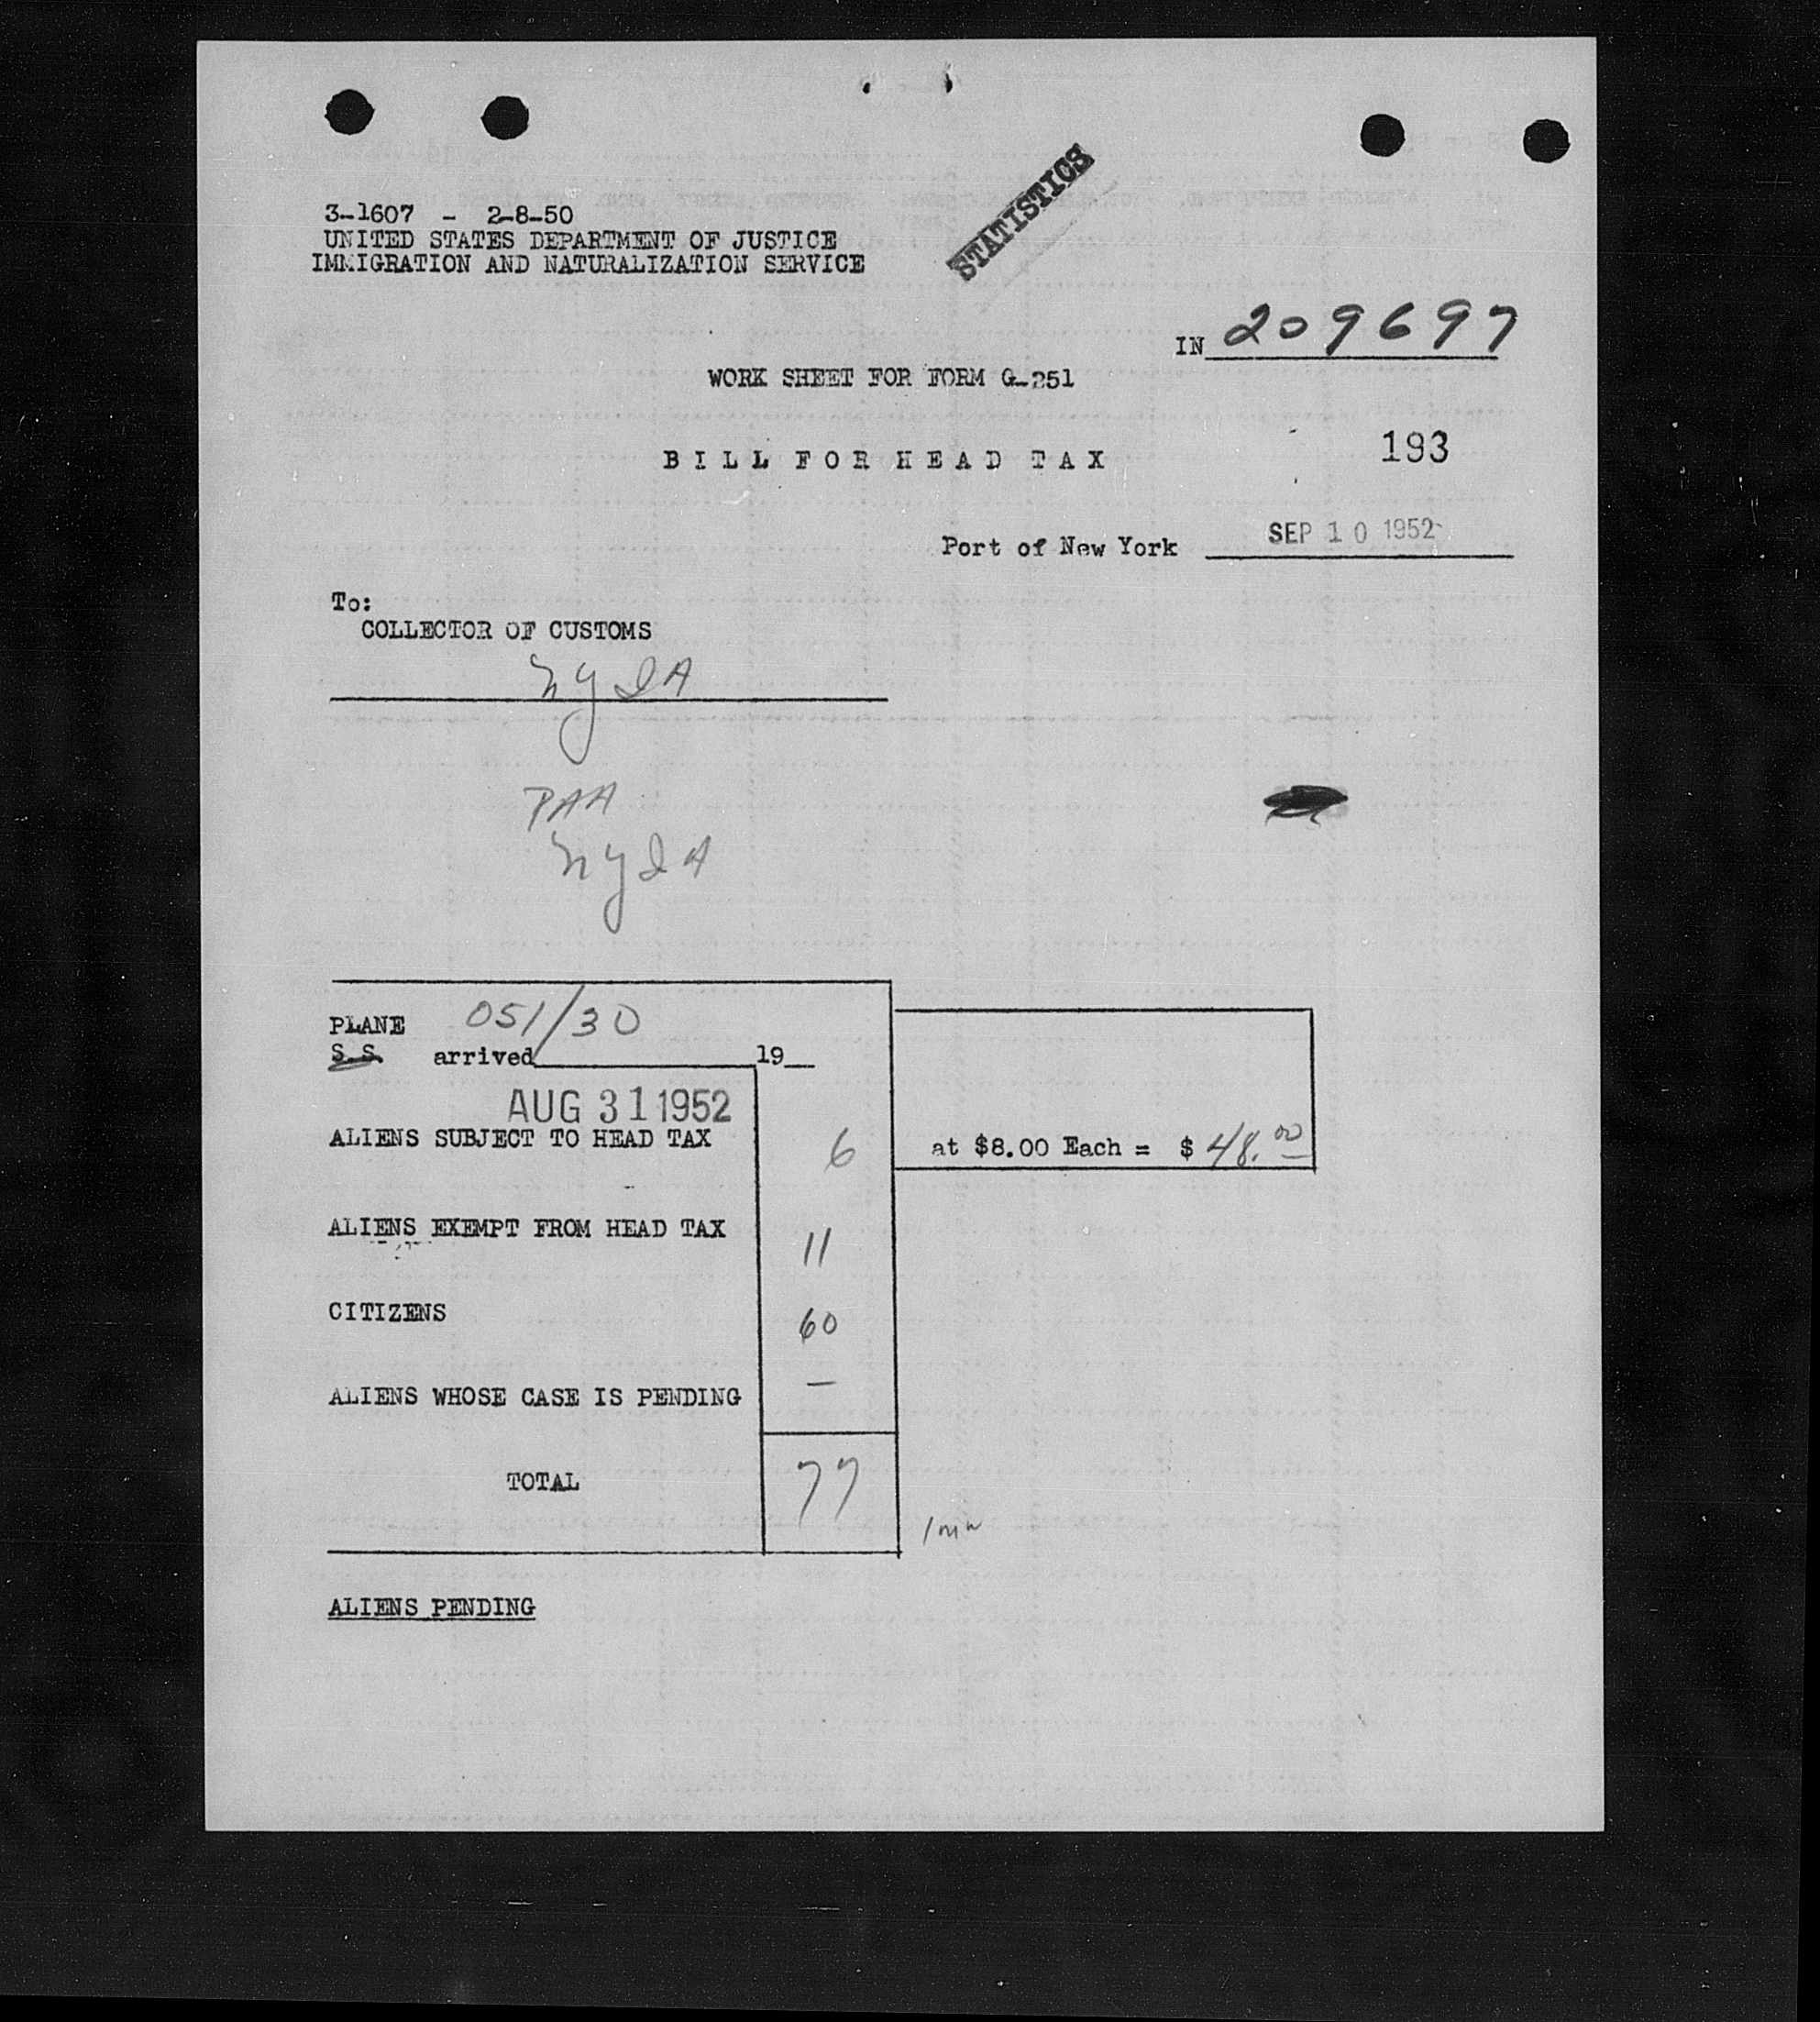 STATISTICS
3-1607 - 2-8-50
UNITED STATES DEPARTMENT OF JUSTICE
IMMIGRATION AND NATURALIZATION SERVICE
IN 209697
WORK SHEET FOR FORM G-251
BILL FOR HEAD TAX
193
Port of New York SEP 10 1952
To:
COLLECTOR OF CUSTOMS
NYIA
PAA
NYIA
PLANE 051/30
S.S. arrived 19
AUG 31 1952
ALIENS SUBJECT TO HEAD TAX 6 at $8.00 Each = $ 48.00
ALIENS EXEMPT FROM HEAD TAX 11
CITIZENS 60
ALIENS WHOSE CASE IS PENDING —
TOTAL 77
ALIENS PENDING